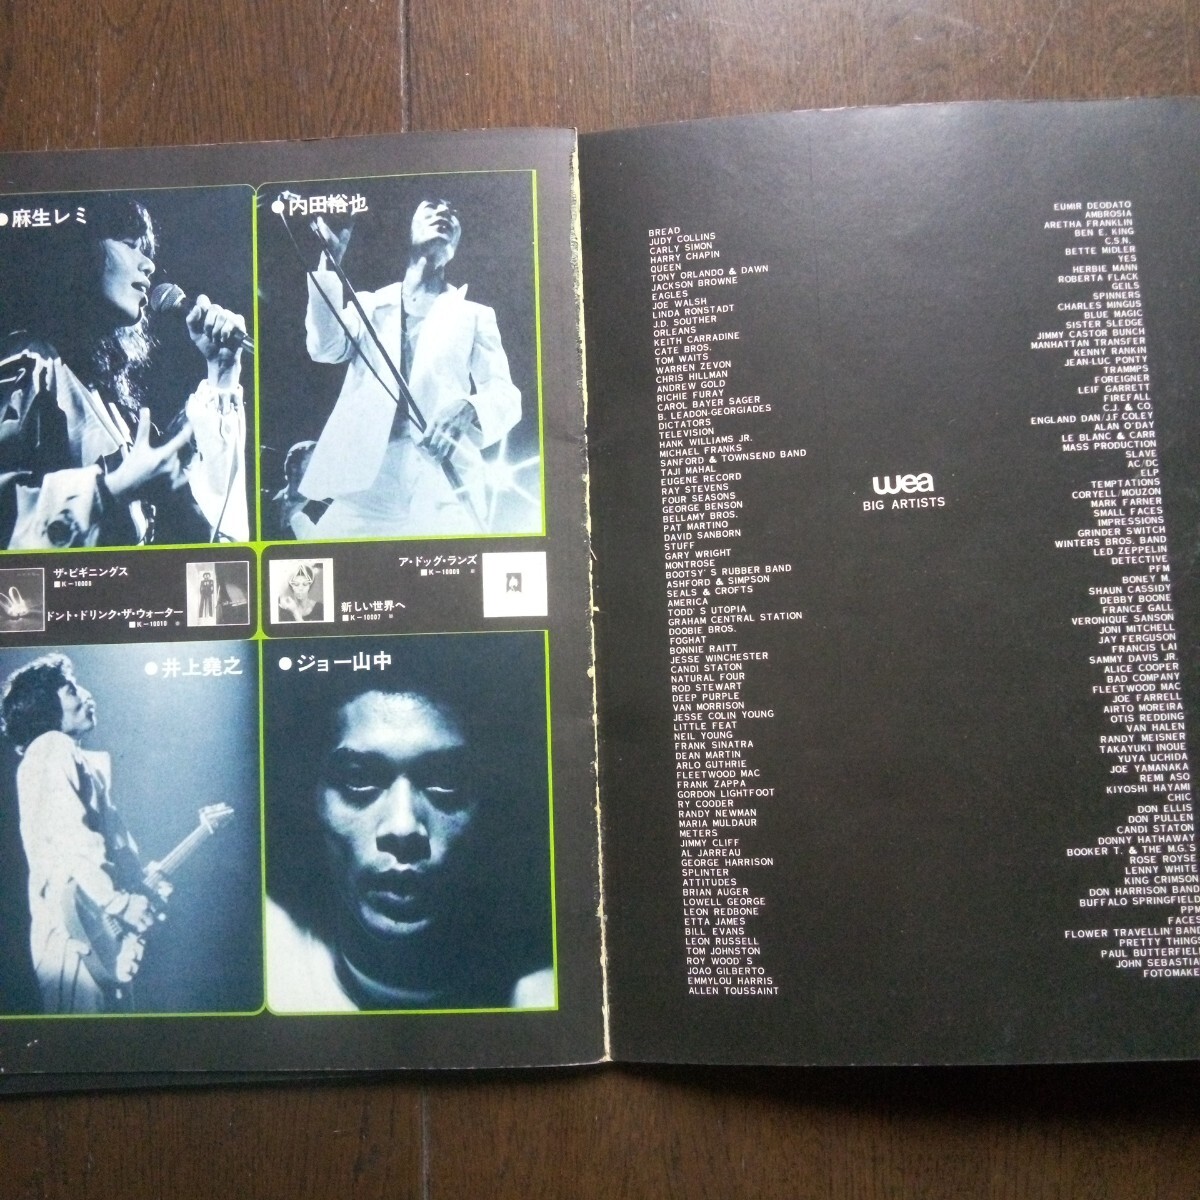 ●麻生レミ
●内田裕也
ザ・ビギニングス
■K-10008
ドント・ドリンク・ザ・ウォーター
■K-10010
ア・ドッグ・ランズ
■K-10009
新しい世界へ
■K-10007
●井上堯之
●ジョー山中
BREAD
JUDY COLLINS
CARLY SIMON
HARRY CHAPIN
QUEEN
TONY ORLANDO & DAWN
JACKSON BROWNE
EAGLES
JOE WALSH
LINDA RONSTADT
J.D. SOUTHER
ORLEANS
KEITH CARRADINE
CATE BROS.
TOM WAITS
WARREN ZEVON
CHRIS HILLMAN
ANDREW GOLD
RICHIE FURAY
CAROL BAYER SAGER
B. LEADON-GEORGIADES
DICTATORS
TELEVISION
HANK WILLIAMS JR.
MICHAEL FRANKS
SANFORD & TOWNSEND BAND
TAJI MAHAL
EUGENE RECORD
RAY STEVENS
FOUR SEASONS
GEORGE BENSON
BELLAMY BROS.
PAT MARTINO
DAVID SANBORN
STUFF
GARY WRIGHT
MONTROSE
BOOTSY'S RUBBER BAND
ASHFORD & SIMPSON
SEALS & CROFTS
AMERICA
TODD'S UTOPIA
GRAHAM CENTRAL STATION
DOOBIE BROS.
FOGHAT
BONNIE RAITT
JESSE WINCHESTER
CANDI STATON
NATURAL FOUR
ROD STEWART
DEEP PURPLE
VAN MORRISON
JESSE COLIN YOUNG
LITTLE FEAT
NEIL YOUNG
FRANK SINATRA
DEAN MARTIN
ARLO GUTHRIE
FLEETWOOD MAC
FRANK ZAPPA
GORDON LIGHTFOOT
RY COODER
RANDY NEWMAN
MARIA MULDAUR
METERS
JIMMY CLIFF
AL JARREAU
GEORGE HARRISON
SPLINTER
ATTITUDES
BRIAN AUGER
LOWELL GEORGE
LEON REDBONE
ETTA JAMES
BILL EVANS
LEON RUSSELL
TOM JOHNSTON
ROY WOOD'S
JOAO GILBERTO
EMMYLOU HARRIS
ALLEN TOUSSAINT
wea
BIG ARTISTS
EUMIR DEODATO
AMBROSIA
ARETHA FRANKLIN
BEN E. KING
C.S.N.
BETTE MIDLER
YES
HERBIE MANN
ROBERTA FLACK
GEILS
SPINNERS
CHARLES MINGUS
BLUE MAGIC
SISTER SLEDGE
JIMMY CASTOR BUNCH
MANHATTAN TRANSFER
KENNY RANKIN
JEAN-LUC PONTY
TRAMMPS
FOREIGNER
LEIF GARRETT
FIREFALL
C.J. & CO.
ENGLAND DAN/J.F COLEY
ALAN O'DAY
LE BLANC & CARR
MASS PRODUCTION
SLAVE
AC/DC
ELP
TEMPTATIONS
CORYELL/MOUZON
MARK FARNER
SMALL FACES
IMPRESSIONS
GRINDER SWITCH
WINTERS BROS. BAND
LED ZEPPELIN
DETECTIVE
PFM
BONEY M.
SHAUN CASSIDY
DEBBY BOONE
FRANCE GALL
VERONIQUE SANSON
JONI MITCHELL
JAY FERGUSON
FRANCIS LAI
SAMMY DAVIS JR.
ALICE COOPER
BAD COMPANY
FLEETWOOD MAC
JOE FARRELL
AIRTO MOREIRA
OTIS REDDING
VAN HALEN
RANDY MEISNER
TAKAYUKI INOUE
YUYA UCHIDA
JOE YAMANAKA
REMI ASO
KIYOSHI HAYAMI
CHIC
DON ELLIS
DON PULLEN
CANDI STATON
DONNY HATHAWAY
BOOKER T. & THE M.G.'S
ROSE ROYSE
LENNY WHITE
KING CRIMSON
DON HARRISON BAND
BUFFALO SPRINGFIELD
PPM
FACES
FLOWER TRAVELLIN' BAND
PRETTY THINGS
PAUL BUTTERFIEL
JOHN SEBASTIA
FOTOMAKE